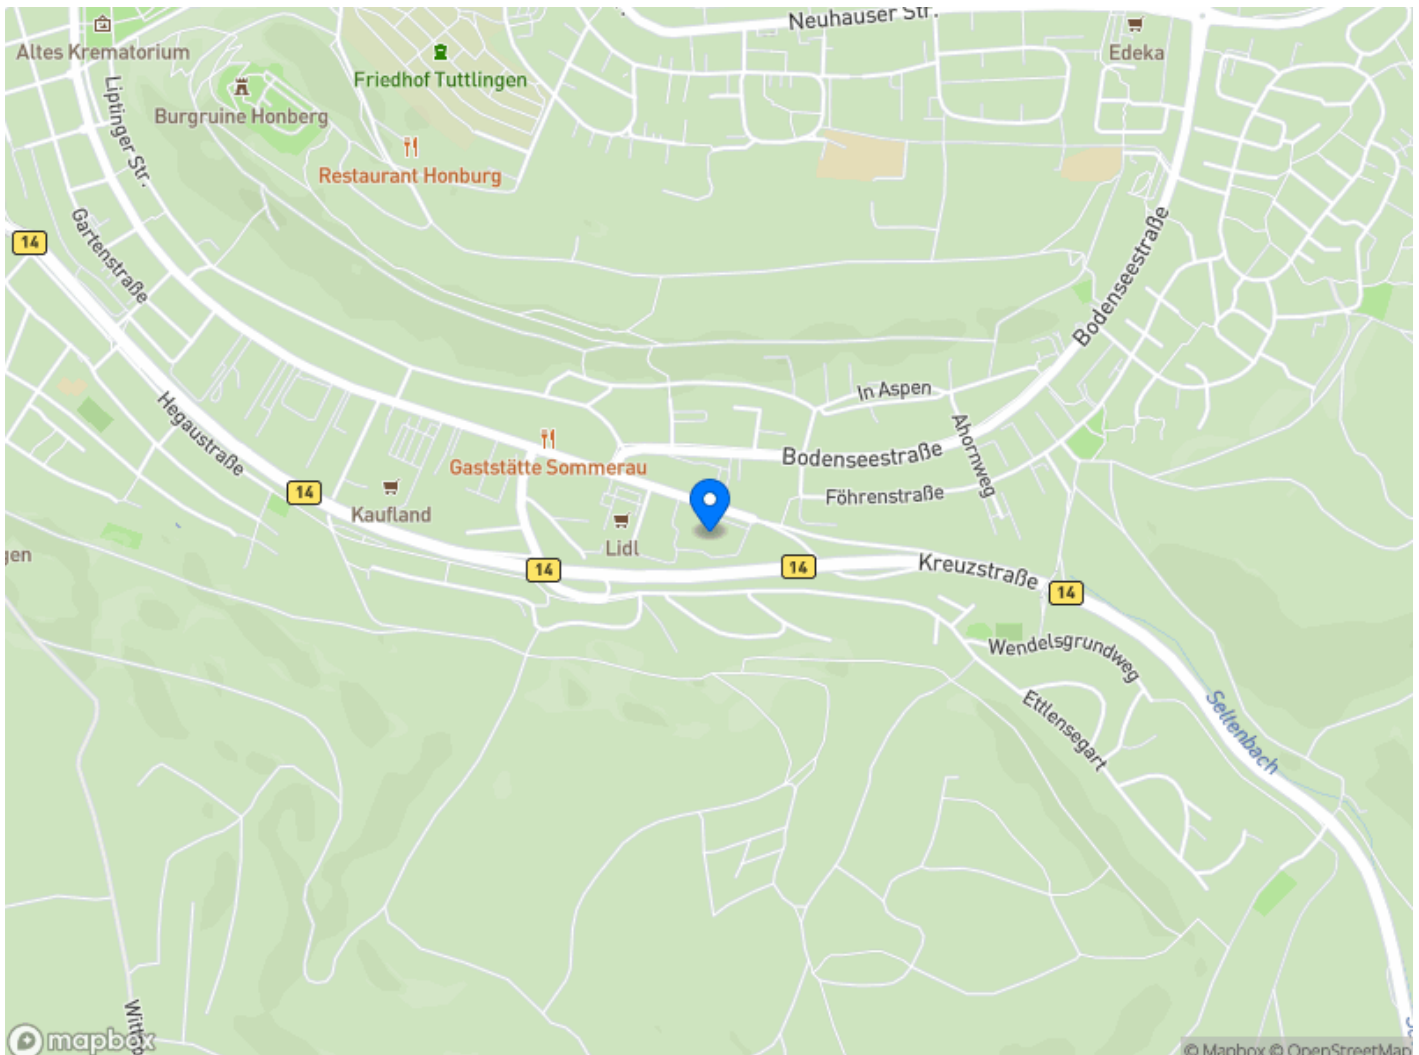 Neuhauser Str.
Edeka
Altes Krematorium
Friedhof Tuttlingen
Burgruine Honberg
Liptinger Str.
Restaurant Honburg
14
Gartenstraße
Bodenseestraße
In Aspen
Hegaustraße
Ahornweg
Gaststätte Sommerau
Bodenseestraße
14
Kaufland
Föhrenstraße
Lidl
14
14
Kreuzstraße
14
Wendelsgrundweg
Ettlensegart
Seltenbach
mapbox
© Mapbox © OpenStreetMap